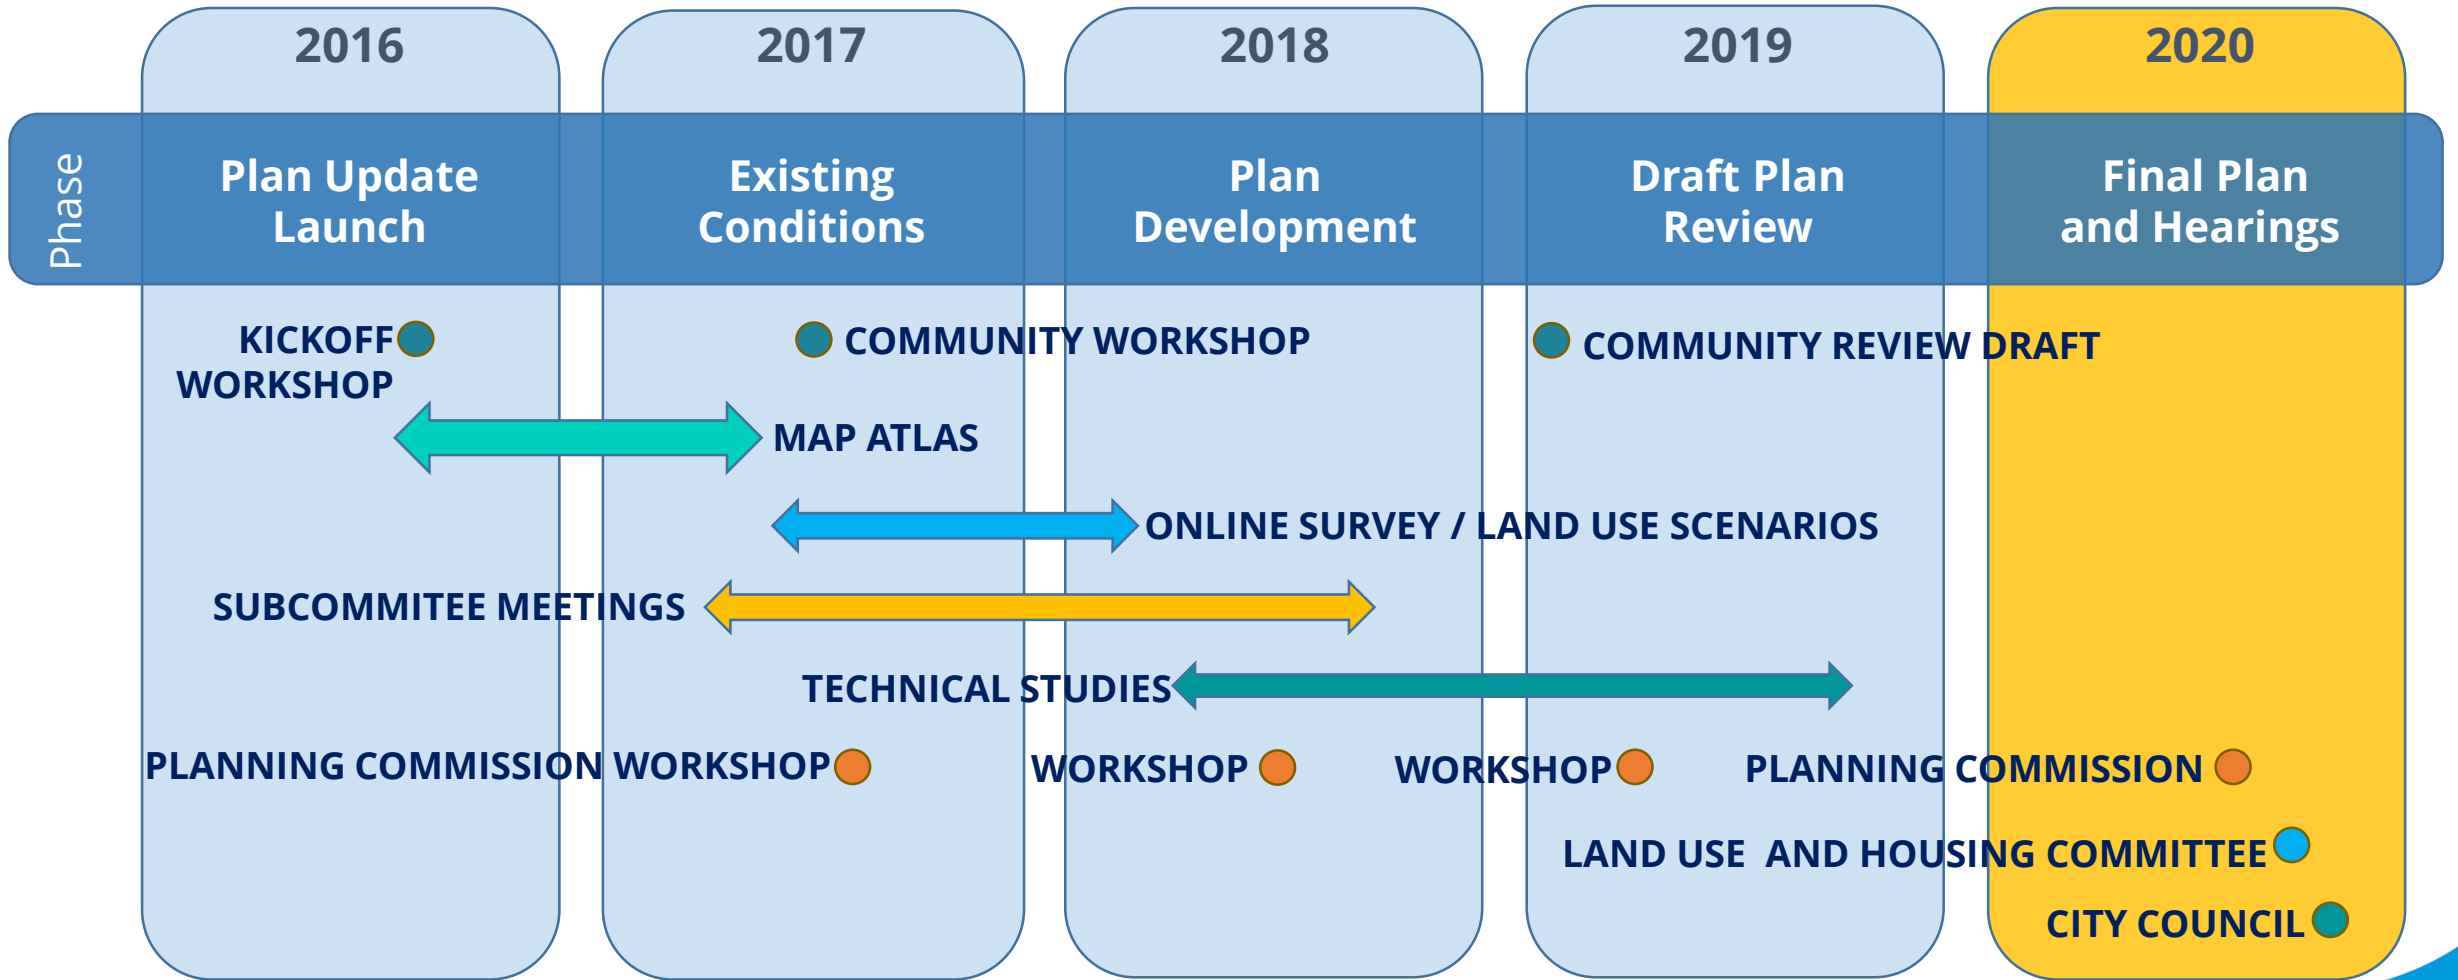 2016
2017
2018
2019
2020
Phase
Plan Update
Launch
Existing
Conditions
Plan
Development
Draft Plan
Review
Final Plan
and Hearings
KICKOFF
WORKSHOP
COMMUNITY WORKSHOP
COMMUNITY REVIEW DRAFT
MAP ATLAS
ONLINE SURVEY / LAND USE SCENARIOS
SUBCOMMITEE MEETINGS
TECHNICAL STUDIES
PLANNING COMMISSION WORKSHOP
WORKSHOP
WORKSHOP
PLANNING COMMISSION
LAND USE  AND HOUSING COMMITTEE
CITY COUNCIL